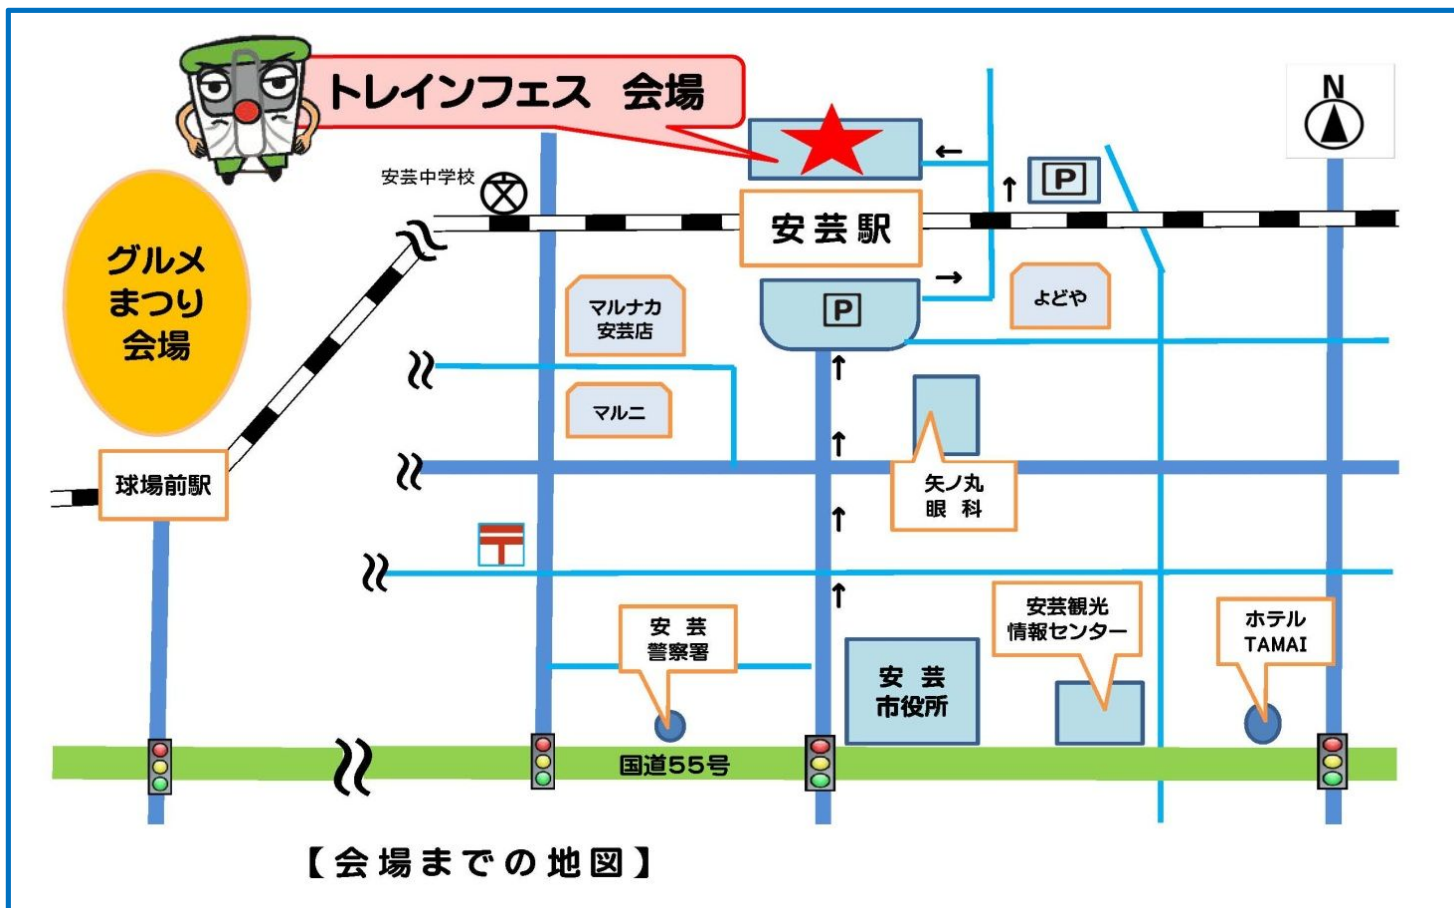 トレインフェス 会場
N
安芸中学校
文
P
安芸駅
グルメ
まつり
会場
マルナカ
安芸店
P
よどや
マルニ
球場前駅
矢ノ丸
眼 科
〒
安 芸
警察署
安芸観光
情報センター
ホテル
TAMAI
安 芸
市役所
国道55号
【会場までの地図】